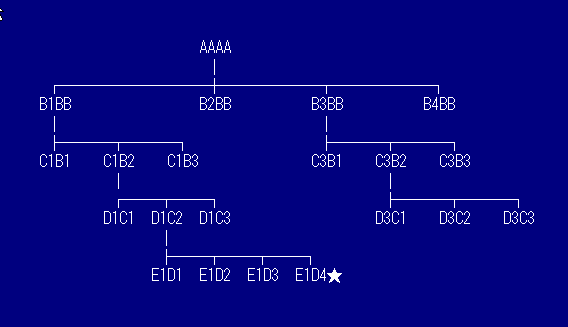 AAAA
B1BB B2BB B3BB B4BB
C1B1 C1B2 C1B3 C3B1 C3B2 C3B3
D1C1 D1C2 D1C3 D3C1 D3C2 D3C3
E1D1 E1D2 E1D3 E1D4★